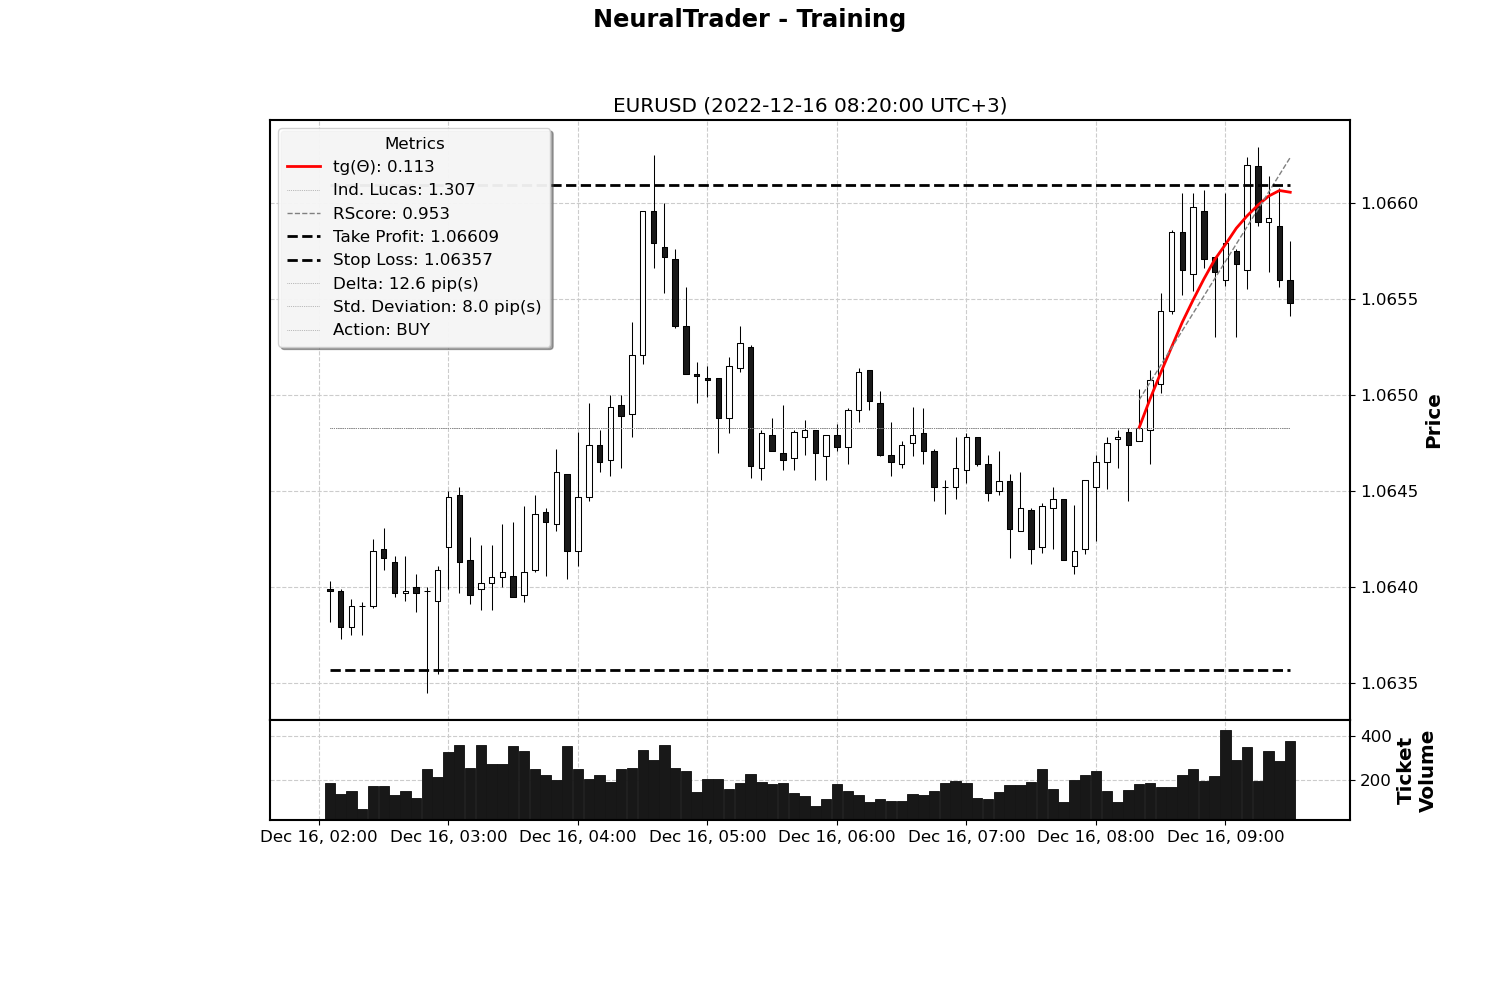 NeuralTrader - Training
EURUSD (2022-12-16 08:20:00 UTC+3)
Metrics
tg(Θ): 0.113
Ind. Lucas: 1.307
RScore: 0.953
Take Profit: 1.06609
Stop Loss: 1.06357
Delta: 12.6 pip(s)
Std. Deviation: 8.0 pip(s)
Action: BUY
1.0660
1.0655
1.0650
1.0645
1.0640
1.0635
Price
400
200
Ticket
Volume
Dec 16, 02:00
Dec 16, 03:00
Dec 16, 04:00
Dec 16, 05:00
Dec 16, 06:00
Dec 16, 07:00
Dec 16, 08:00
Dec 16, 09:00